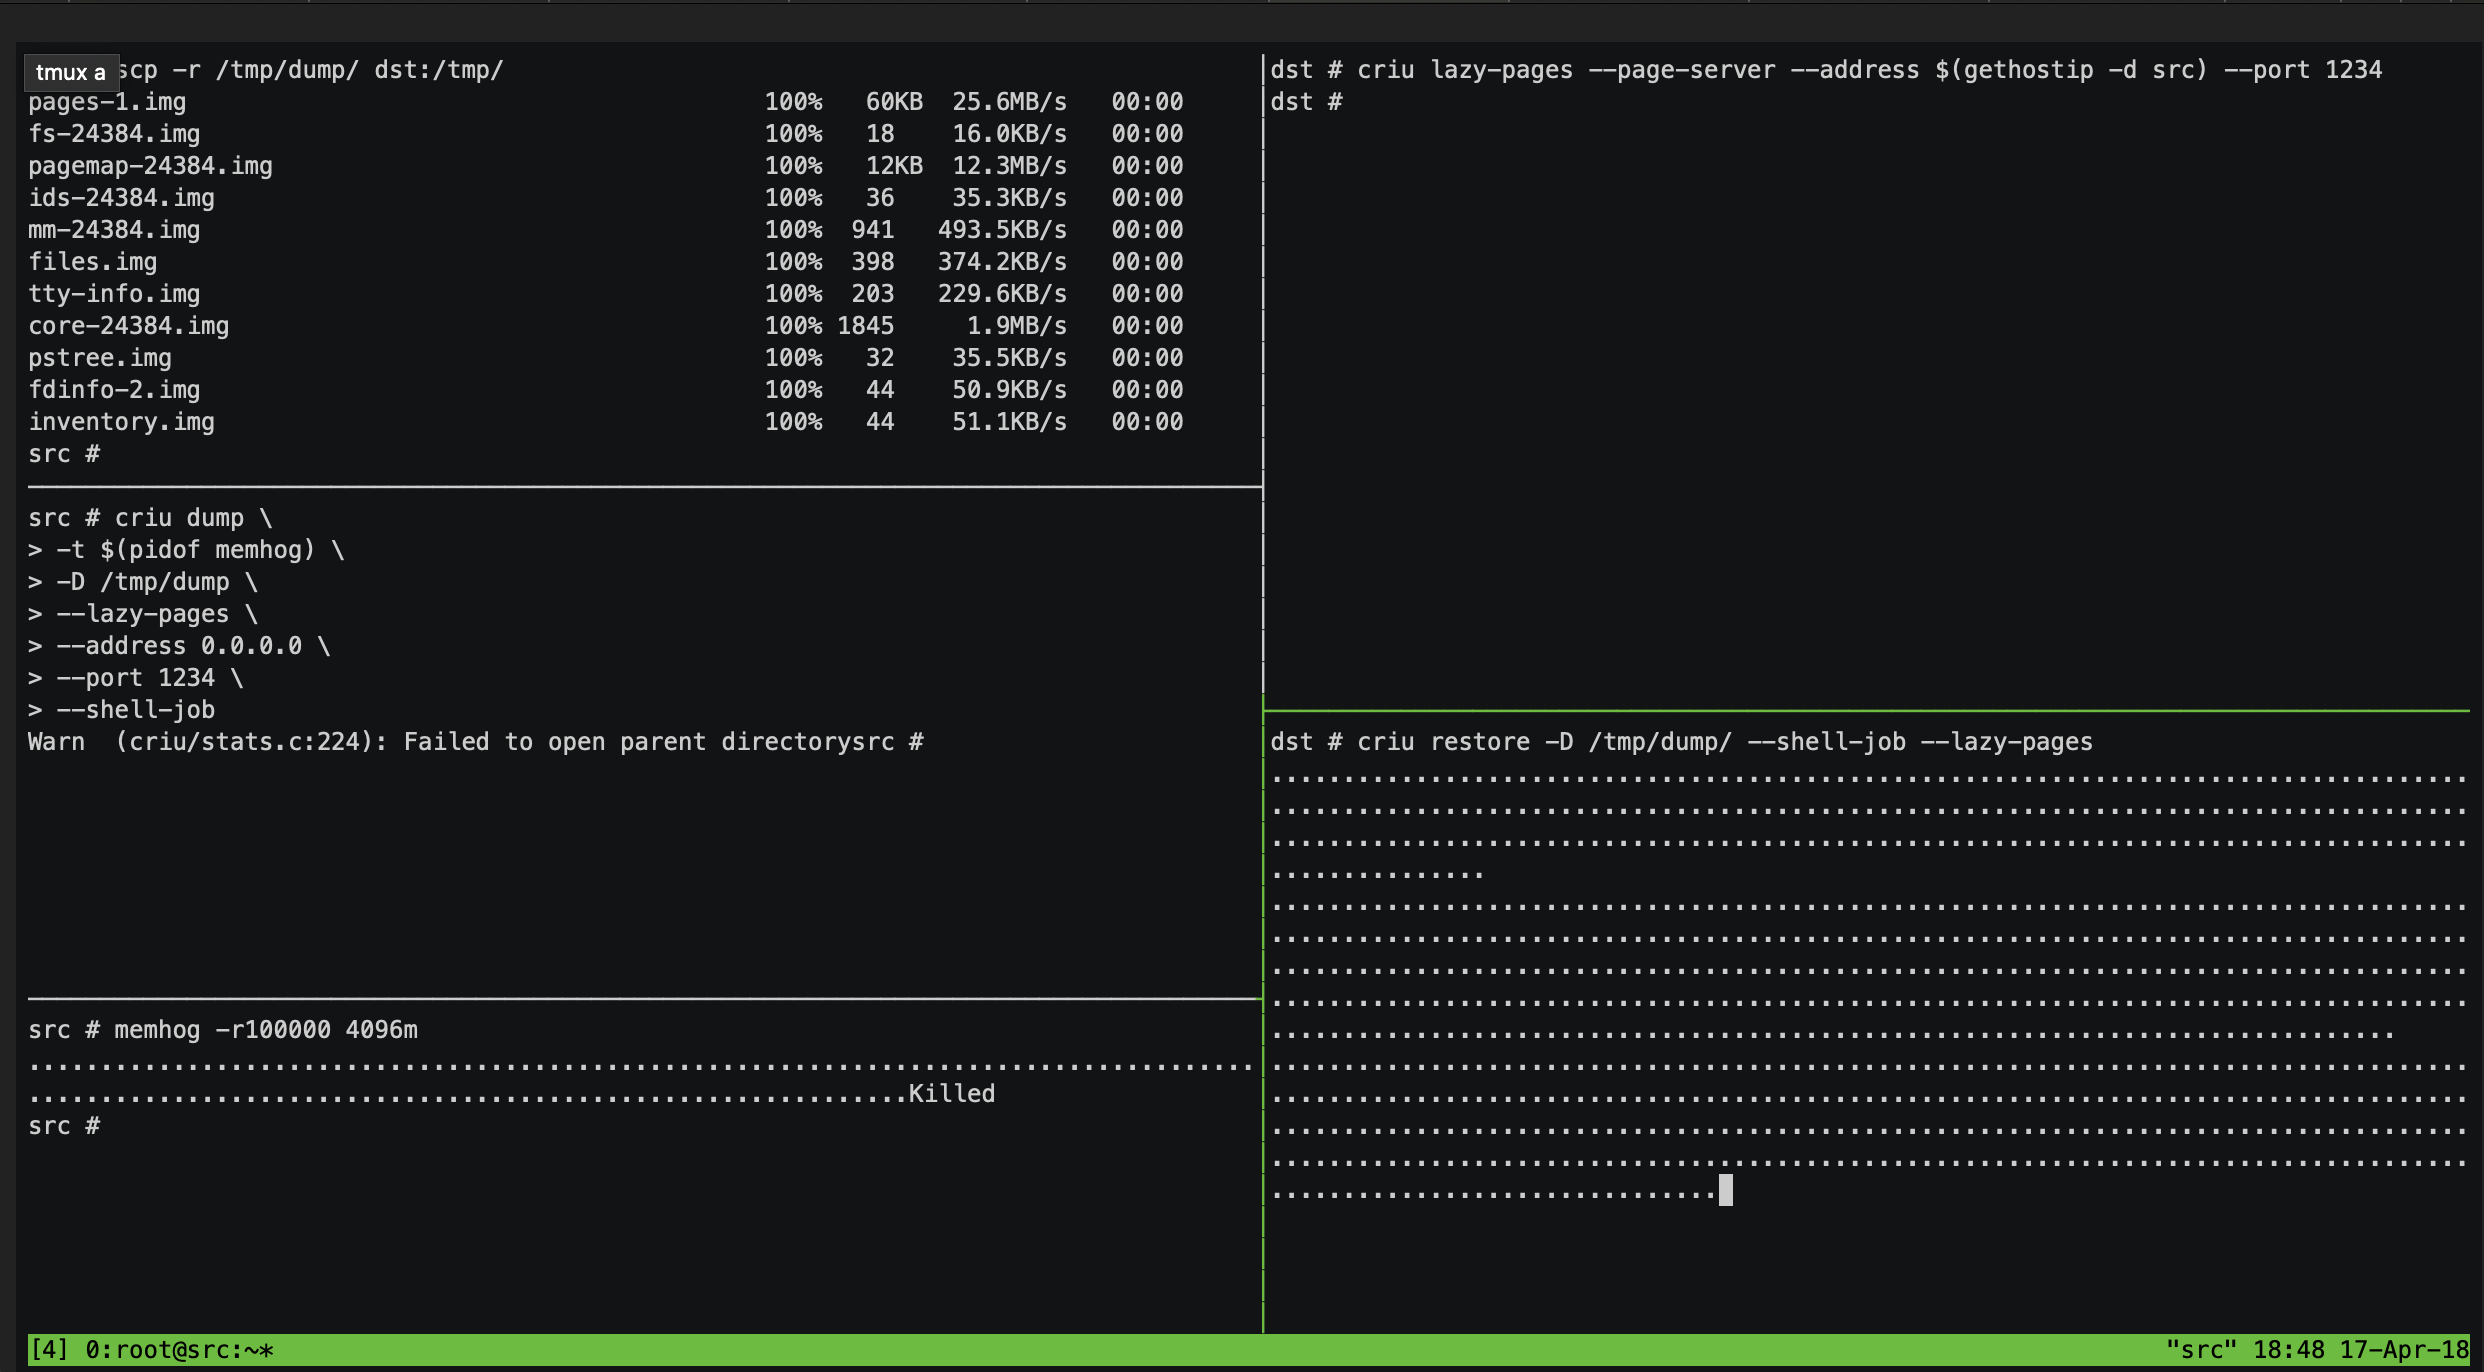 tmux a scp -r /tmp/dump/ dst:/tmp/
pages-1.img 100% 60KB 25.6MB/s 00:00
fs-24384.img 100% 18 16.0KB/s 00:00
pagemap-24384.img 100% 12KB 12.3MB/s 00:00
ids-24384.img 100% 36 35.3KB/s 00:00
mm-24384.img 100% 941 493.5KB/s 00:00
files.img 100% 398 374.2KB/s 00:00
tty-info.img 100% 203 229.6KB/s 00:00
core-24384.img 100% 1845 1.9MB/s 00:00
pstree.img 100% 32 35.5KB/s 00:00
fdinfo-2.img 100% 44 50.9KB/s 00:00
inventory.img 100% 44 51.1KB/s 00:00
src #
src # criu dump \
> -t $(pidof memhog) \
> -D /tmp/dump \
> --lazy-pages \
> --address 0.0.0.0 \
> --port 1234 \
> --shell-job
Warn  (criu/stats.c:224): Failed to open parent directorysrc #
src # memhog -r100000 4096m
.....................................................................................
.............................................................Killed
src #
dst # criu lazy-pages --page-server --address $(gethostip -d src) --port 1234
dst #
dst # criu restore -D /tmp/dump/ --shell-job --lazy-pages
...................................................................................
...................................................................................
...................................................................................
...............
...................................................................................
...................................................................................
...................................................................................
...................................................................................
..............................................................................
...................................................................................
...................................................................................
...................................................................................
...................................................................................
...............................
[4] 0:root@src:~* "src" 18:48 17-Apr-18